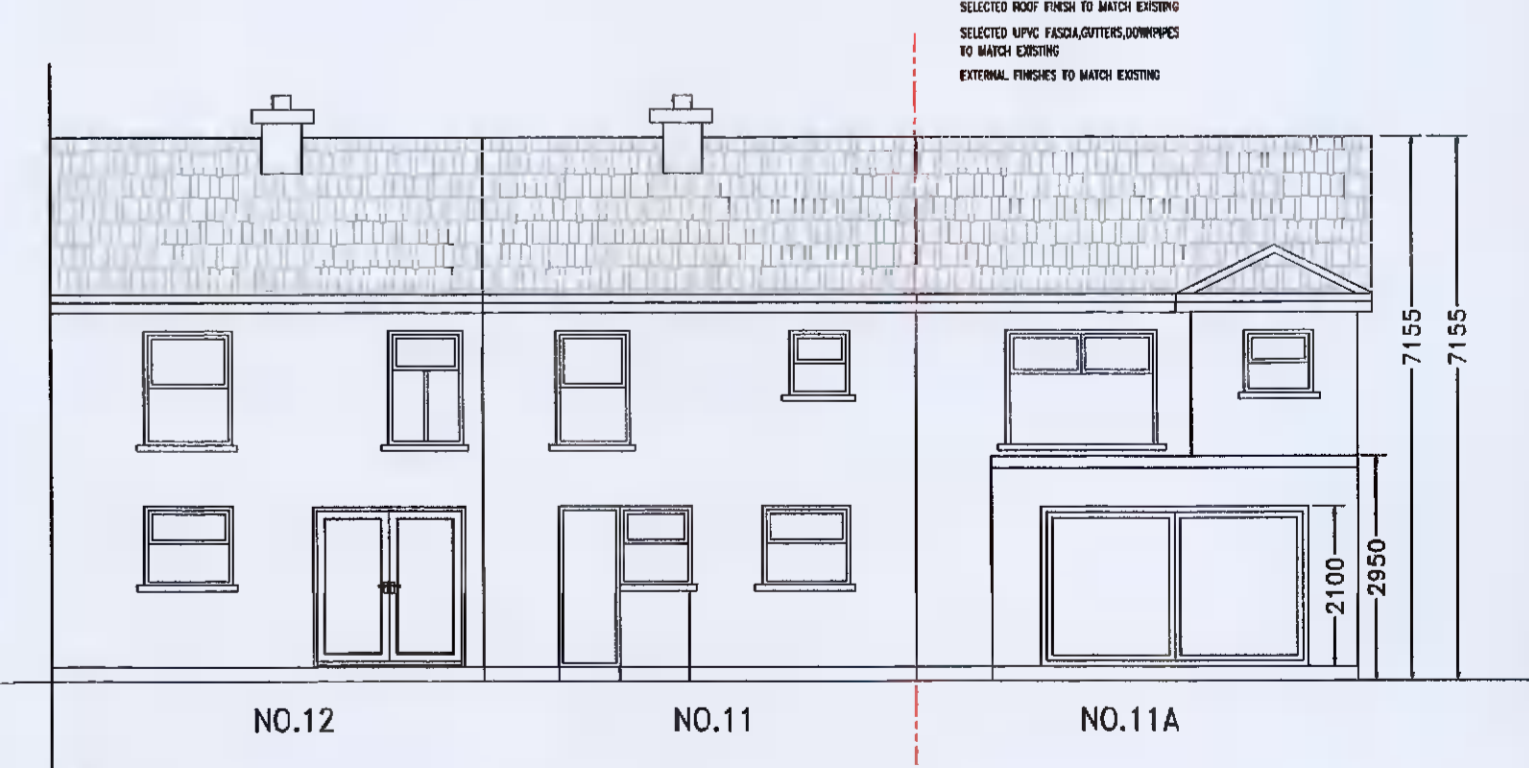 SELECTED ROOF FINISH TO MATCH EXISTING
SELECTED UPVC FASCIA,GUTTERS,DOWNPIPES
TO MATCH EXISTING
EXTERNAL FINISHES TO MATCH EXISTING
7155
7155
2100
2950
NO.12
NO.11
NO.11A